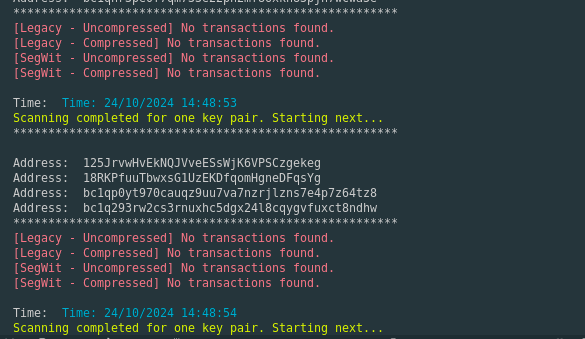 Address:
**********************************************************
[Legacy - Uncompressed] No transactions found.
[Legacy - Compressed] No transactions found.
[SegWit - Uncompressed] No transactions found.
[SegWit - Compressed] No transactions found.
Time:  Time: 24/10/2024 14:48:53
Scanning completed for one key pair. Starting next...
**********************************************************
Address:  125JrvwHvEkNQJVveESsWjK6VPSCzgekeg
Address:  18RKPfuuTbwxsG1UzEKDfqomHgneDFqsYg
Address:  bc1qp0yt970cauqz9uu7va7nzrjlzns7e4p7z64tz8
Address:  bc1q293rw2cs3rnuxhc5dgx24l8cqygvfuxct8ndhw
**********************************************************
[Legacy - Uncompressed] No transactions found.
[Legacy - Compressed] No transactions found.
[SegWit - Uncompressed] No transactions found.
[SegWit - Compressed] No transactions found.
Time:  Time: 24/10/2024 14:48:54
Scanning completed for one key pair. Starting next...